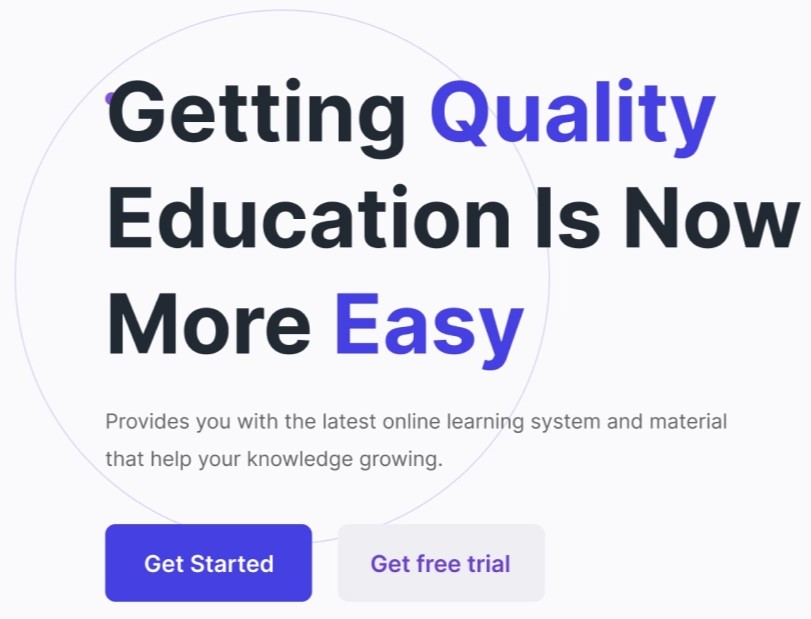 Getting Quality
Education Is Now
More Easy
Provides you with the latest online learning system and material
that help your knowledge growing.
Get Started
Get free trial